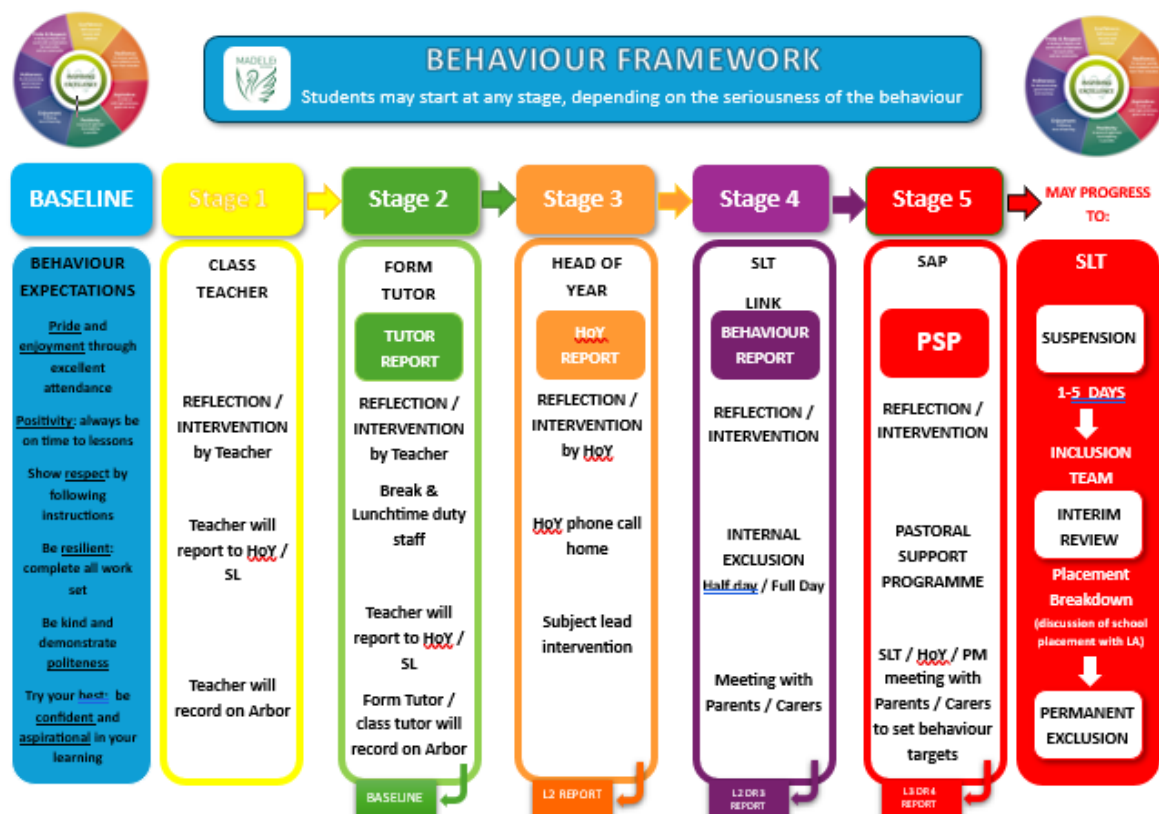 MADELEY
BEHAVIOUR FRAMEWORK
Students may start at any stage, depending on the seriousness of the behaviour
INSPIRING
EXCELLENCE
INSPIRING
EXCELLENCE
BASELINE
Stage 1
Stage 2
Stage 3
Stage 4
Stage 5
MAY PROGRESS
TO:
BEHAVIOUR
EXPECTATIONS
Pride and
enjoyment through
excellent
attendance
Positivity: always be
on time to lessons
Show respect by
following
instructions
Be resilient:
complete all work
set
Be kind and
demonstrate
politeness
Try your best: be
confident and
aspirational in your
learning
CLASS
TEACHER
REFLECTION /
INTERVENTION
by Teacher
Teacher will
report to HoY /
SL
Teacher will
record on Arbor
FORM
TUTOR
TUTOR
REPORT
REFLECTION /
INTERVENTION
by Teacher
Break &
Lunchtime duty
staff
Teacher will
report to HoY /
SL
Form Tutor /
class tutor will
record on Arbor
BASELINE
HEAD OF
YEAR
HoY
REPORT
REFLECTION /
INTERVENTION
by HoY
HoY phone call
home
Subject lead
intervention
L2 REPORT
SLT
LINK
BEHAVIOUR
REPORT
REFLECTION /
INTERVENTION
INTERNAL
EXCLUSION
Half day / Full Day
Meeting with
Parents / Carers
L2 OR 3
REPORT
SAP
PSP
REFLECTION /
INTERVENTION
PASTORAL
SUPPORT
PROGRAMME
SLT / HoY / PM
meeting with
Parents / Carers
to set behaviour
targets
L3 OR 4
REPORT
SLT
SUSPENSION
1-5 DAYS
INCLUSION
TEAM
INTERIM
REVIEW
Placement
Breakdown
(discussion of school
placement with LA)
PERMANENT
EXCLUSION